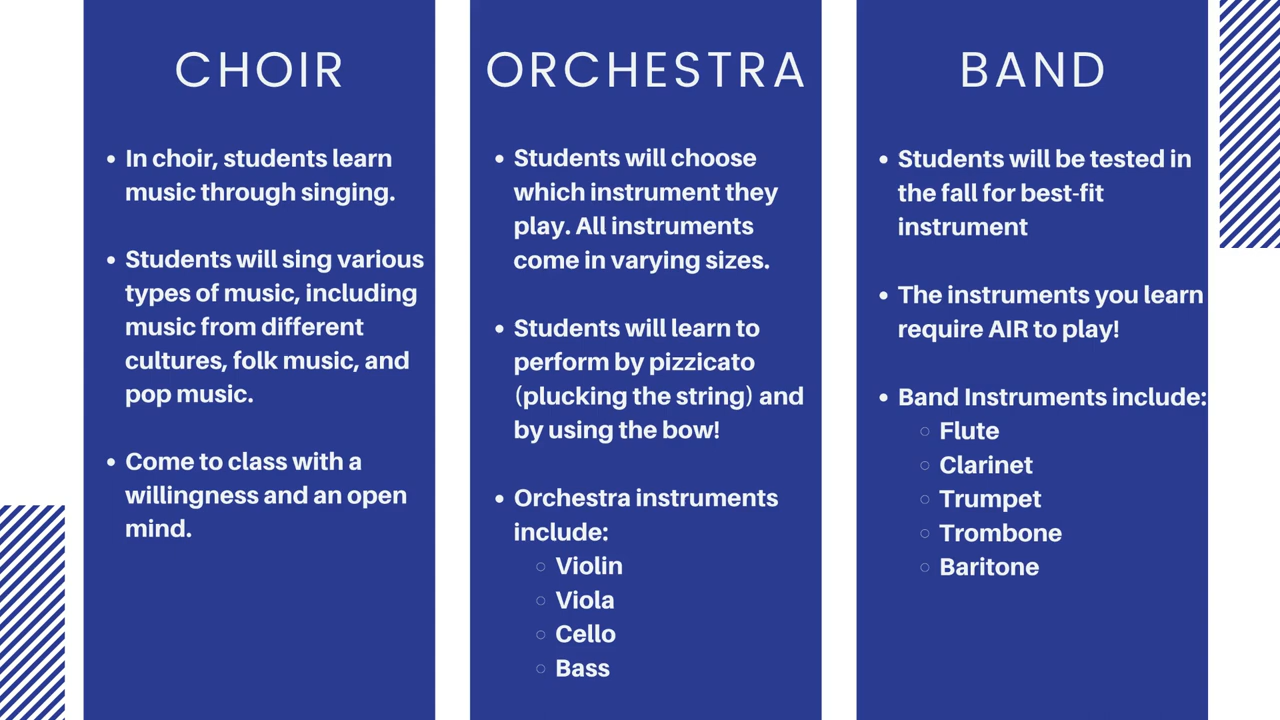 CHOIR
• In choir, students learn
music through singing.
• Students will sing various
types of music, including
music from different
cultures, folk music, and
pop music.
• Come to class with a
willingness and an open
mind.
ORCHESTRA
• Students will choose
which instrument they
play. All instruments
come in varying sizes.
• Students will learn to
perform by pizzicato
(plucking the string) and
by using the bow!
• Orchestra instruments
include:
○ Violin
○ Viola
○ Cello
○ Bass
BAND
• Students will be tested in
the fall for best-fit
instrument
• The instruments you learn
require AIR to play!
• Band Instruments include:
○ Flute
○ Clarinet
○ Trumpet
○ Trombone
○ Baritone